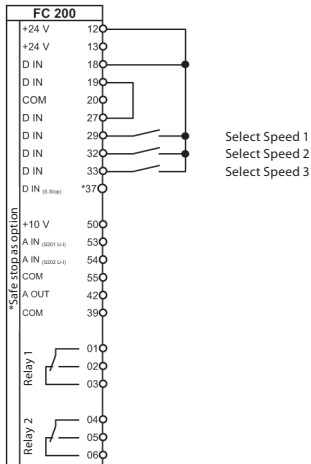 FC 200
+24 V 12
+24 V 13
D IN 18
D IN 19
COM 20
D IN 27
D IN 29 Select Speed 1
D IN 32 Select Speed 2
D IN 33 Select Speed 3
D IN (S.Stop) *37
+10 V 50
A IN (S201 U-I) 53
A IN (S202 U-I) 54
COM 55
A OUT 42
COM 39
*Safe stop as option
Relay 1
01
02
03
Relay 2
04
05
06